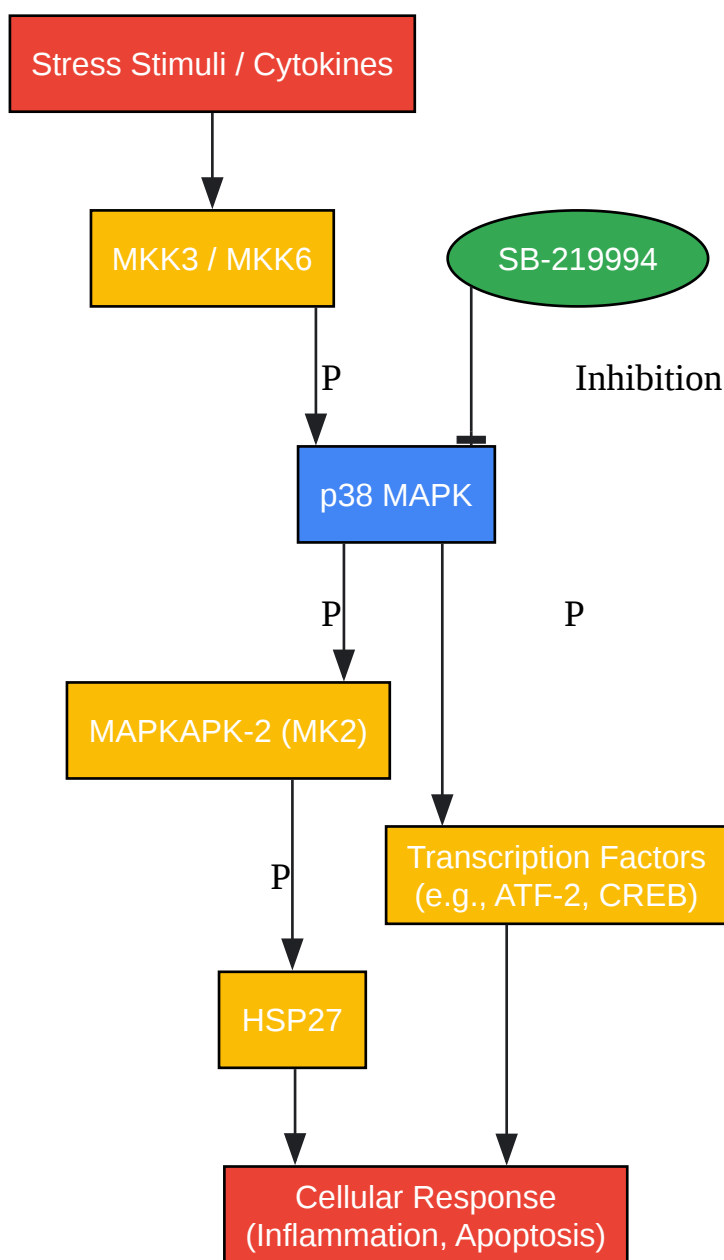 Stress Stimuli / Cytokines
MKK3 / MKK6
SB-219994
P
Inhibition
p38 MAPK
P
P
MAPKAPK-2 (MK2)
Transcription Factors
(e.g., ATF-2, CREB)
P
HSP27
Cellular Response
(Inflammation, Apoptosis)